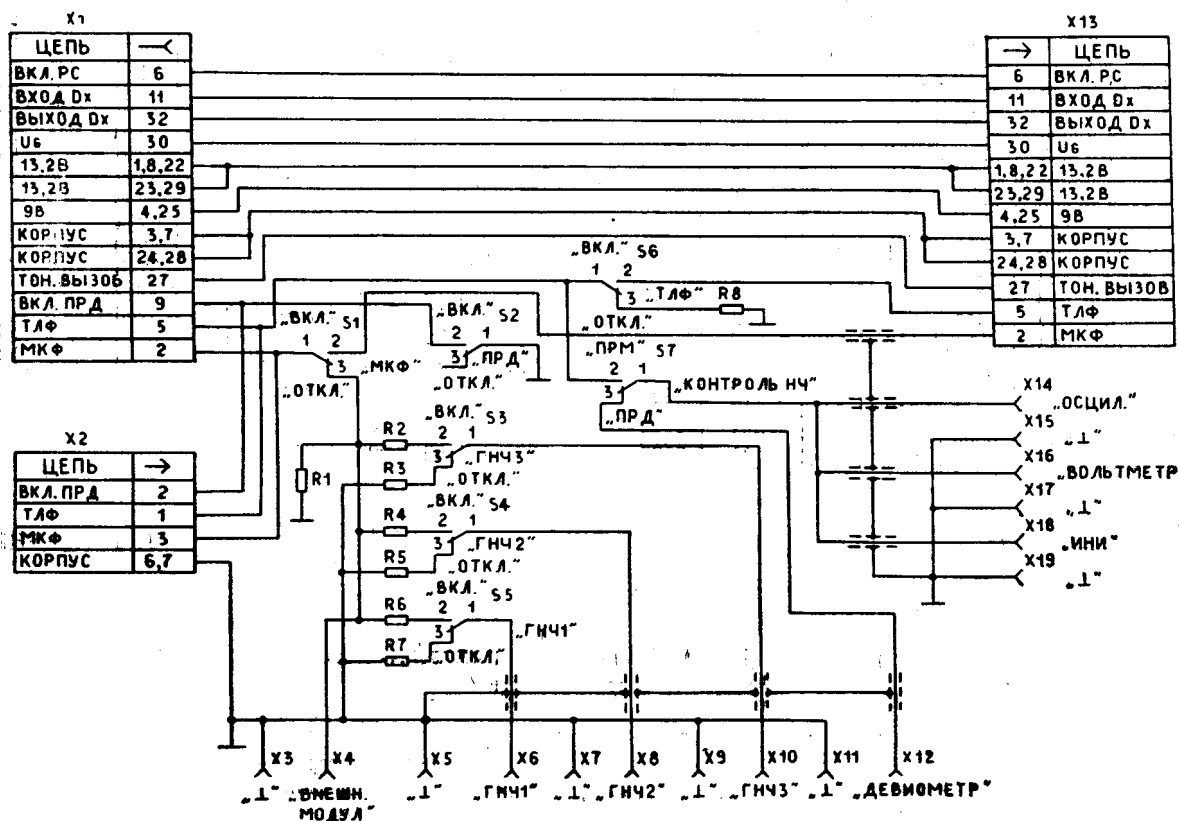 X1
ЦЕПЬ
ВКЛ. РС 6
ВХОД Dx 11
ВЫХОД Dx 32
Uб 30
13,2В 1,8,22
13,2В 23,29
9В 4,25
КОРПУС 3,7
КОРПУС 24,28
ТОН. ВЫЗОВ 27
ВКЛ. ПРД 9
ТЛФ 5
МКФ 2
X13
→ ЦЕПЬ
6 ВКЛ. РС
11 ВХОД Dx
32 ВЫХОД Dx
30 Uб
1,8,22 13,2В
23,29 13,2В
4,25 9В
3,7 КОРПУС
24,28 КОРПУС
27 ТОН. ВЫЗОВ
5 ТЛФ
2 МКФ
X2
ЦЕПЬ →
ВКЛ. ПРД 2
ТЛФ 1
МКФ 3
КОРПУС 6,7
„ВКЛ." S6
1 2
3 „ТЛФ" R8
„ОТКЛ."
„ВКЛ." S1
1 2
3 „МКФ"
„ОТКЛ."
„ВКЛ." S2
2 1
3 „ПРД"
„ОТКЛ."
„ПРМ" S7
2 1
3 „КОНТРОЛЬ НЧ"
„ПРД"
„ВКЛ." S3
R2 2 1
R3 3 „ГНЧ3"
„ОТКЛ."
R1
„ВКЛ." S4
R4 2 1
R5 3 „ГНЧ2"
„ОТКЛ."
„ВКЛ." S5
R6 2 1
R7 3 „ГНЧ1"
„ОТКЛ."
X14
„ОСЦИЛ."
X15
„⊥"
X16
„ВОЛЬТМЕТР
X17
„⊥"
X18
„ИНИ"
X19
„⊥"
X3 X4 X5 X6 X7 X8 X9 X10 X11 X12
„⊥" „ВНЕШН. „⊥" „ГНЧ1" „⊥" „ГНЧ2" „⊥" „ГНЧ3" „⊥" „ДЕВИОМЕТР"
МОДУЛ"